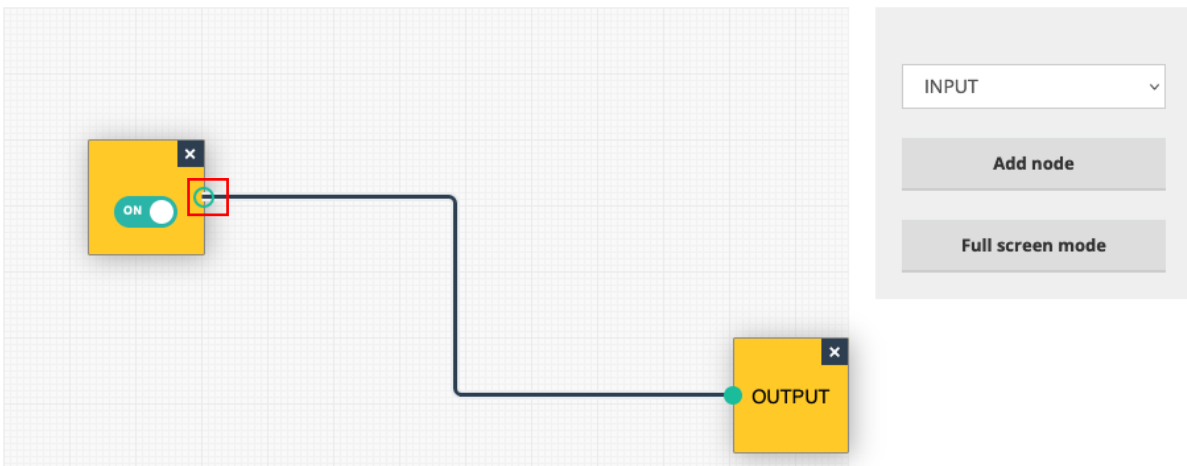 INPUT
Add node
ON
Full screen mode
OUTPUT